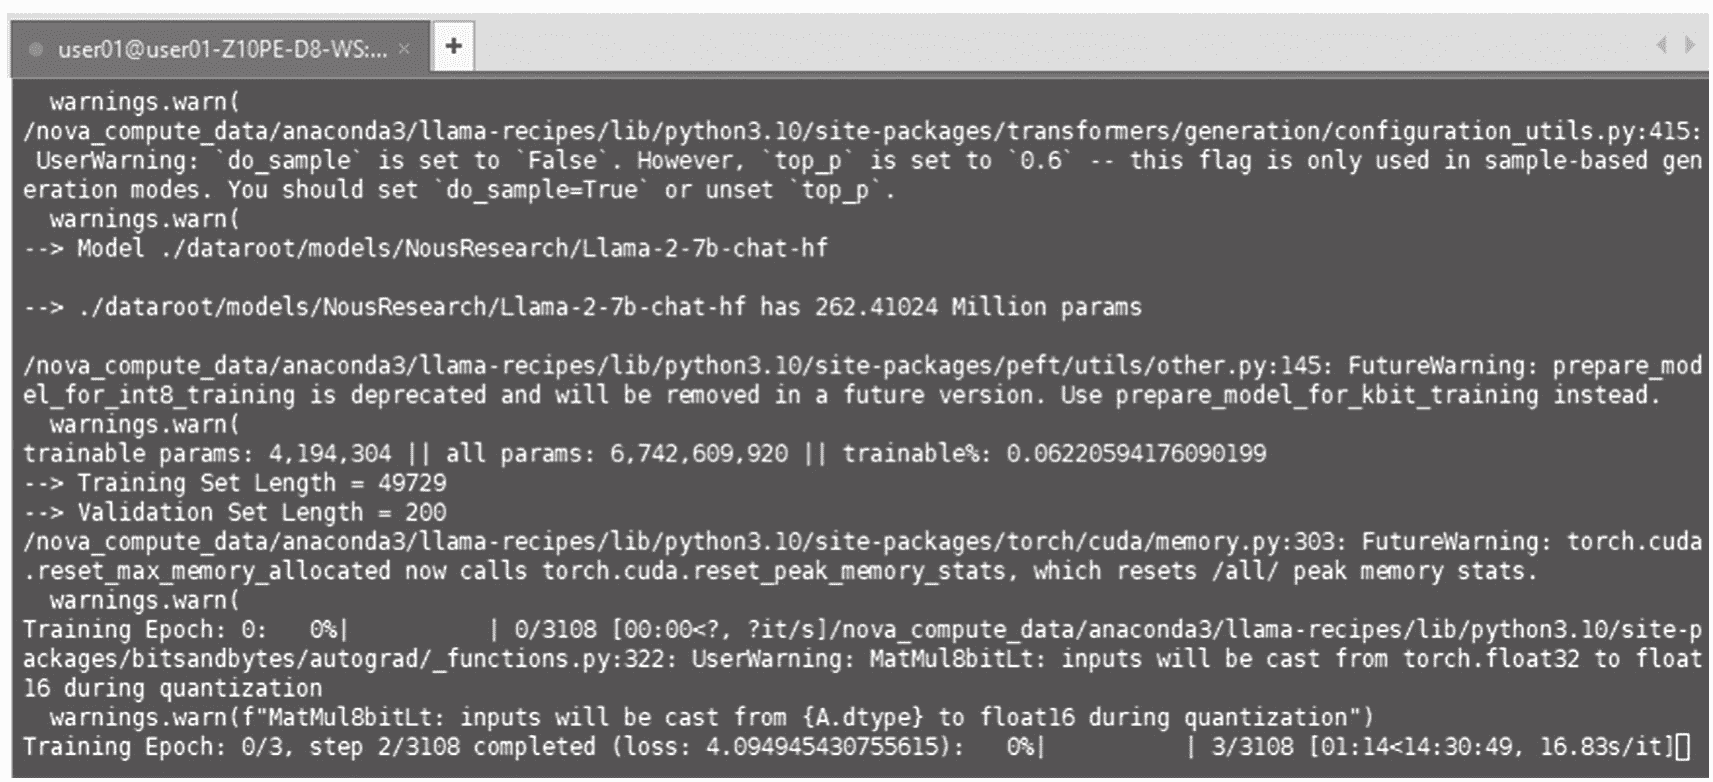 user01@user01-Z10PE-D8-WS:... × +
warnings.warn(
/nova_compute_data/anaconda3/llama-recipes/lib/python3.10/site-packages/transformers/generation/configuration_utils.py:415:
UserWarning: `do_sample` is set to `False`. However, `top_p` is set to `0.6` -- this flag is only used in sample-based gen
eration modes. You should set `do_sample=True` or unset `top_p`.
warnings.warn(
--> Model ./dataroot/models/NousResearch/Llama-2-7b-chat-hf
--> ./dataroot/models/NousResearch/Llama-2-7b-chat-hf has 262.41024 Million params
/nova_compute_data/anaconda3/llama-recipes/lib/python3.10/site-packages/peft/utils/other.py:145: FutureWarning: prepare_mod
el_for_int8_training is deprecated and will be removed in a future version. Use prepare_model_for_kbit_training instead.
warnings.warn(
trainable params: 4,194,304 || all params: 6,742,609,920 || trainable%: 0.06220594176090199
--> Training Set Length = 49729
--> Validation Set Length = 200
/nova_compute_data/anaconda3/llama-recipes/lib/python3.10/site-packages/torch/cuda/memory.py:303: FutureWarning: torch.cuda
.reset_max_memory_allocated now calls torch.cuda.reset_peak_memory_stats, which resets /all/ peak memory stats.
warnings.warn(
Training Epoch: 0:   0%|          | 0/3108 [00:00<?, ?it/s]/nova_compute_data/anaconda3/llama-recipes/lib/python3.10/site-p
ackages/bitsandbytes/autograd/_functions.py:322: UserWarning: MatMul8bitLt: inputs will be cast from torch.float32 to float
16 during quantization
warnings.warn(f"MatMul8bitLt: inputs will be cast from {A.dtype} to float16 during quantization")
Training Epoch: 0/3, step 2/3108 completed (loss: 4.094945430755615):   0%|          | 3/3108 [01:14<14:30:49, 16.83s/it]